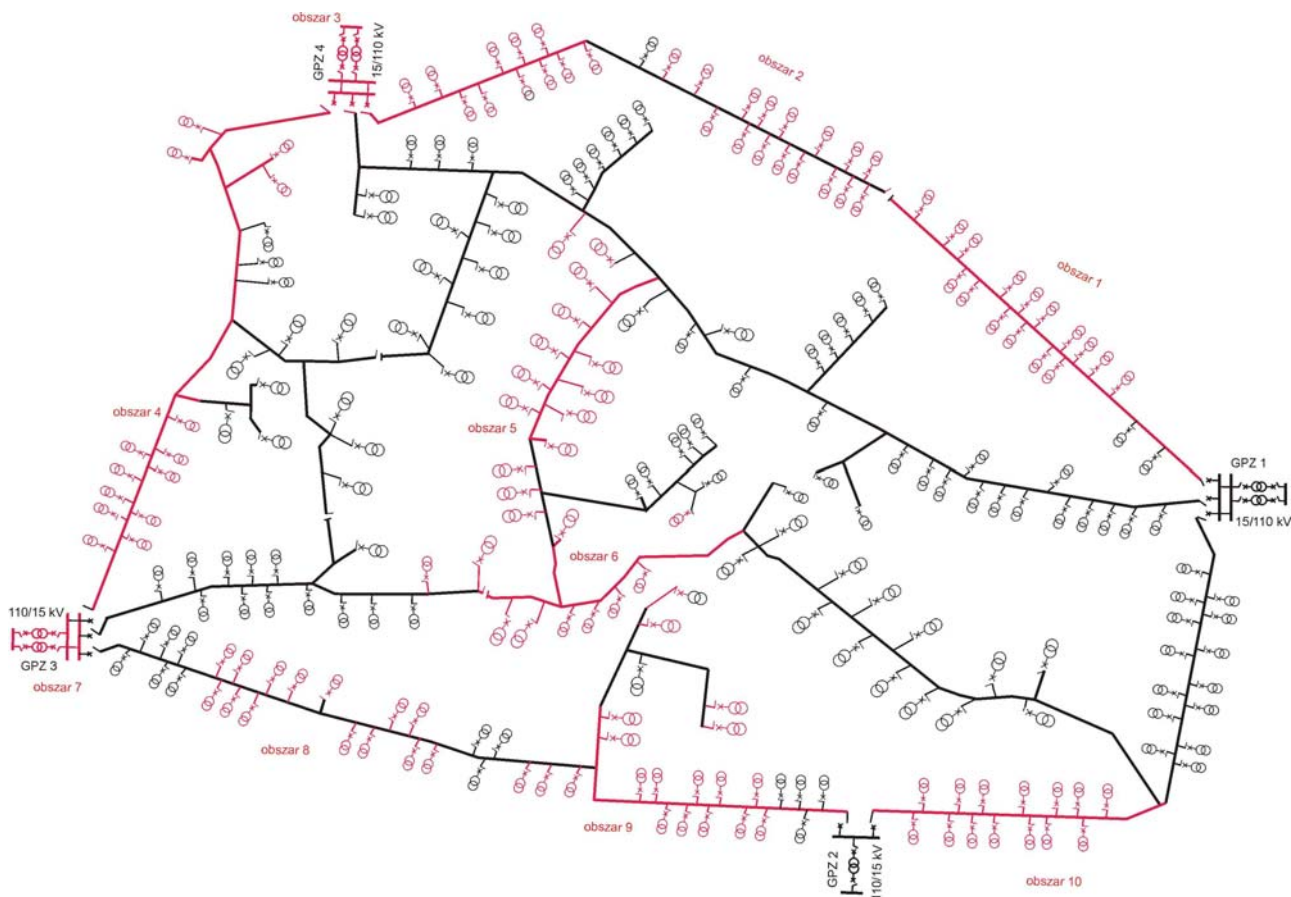 obszar 3
GPZ 4
15/110 kV
obszar 2
obszar 1
obszar 4
obszar 5
GPZ 1
15/110 kV
obszar 6
110/15 kV
GPZ 3
obszar 7
obszar 8
obszar 9
GPZ 2
110/15 kV
obszar 10